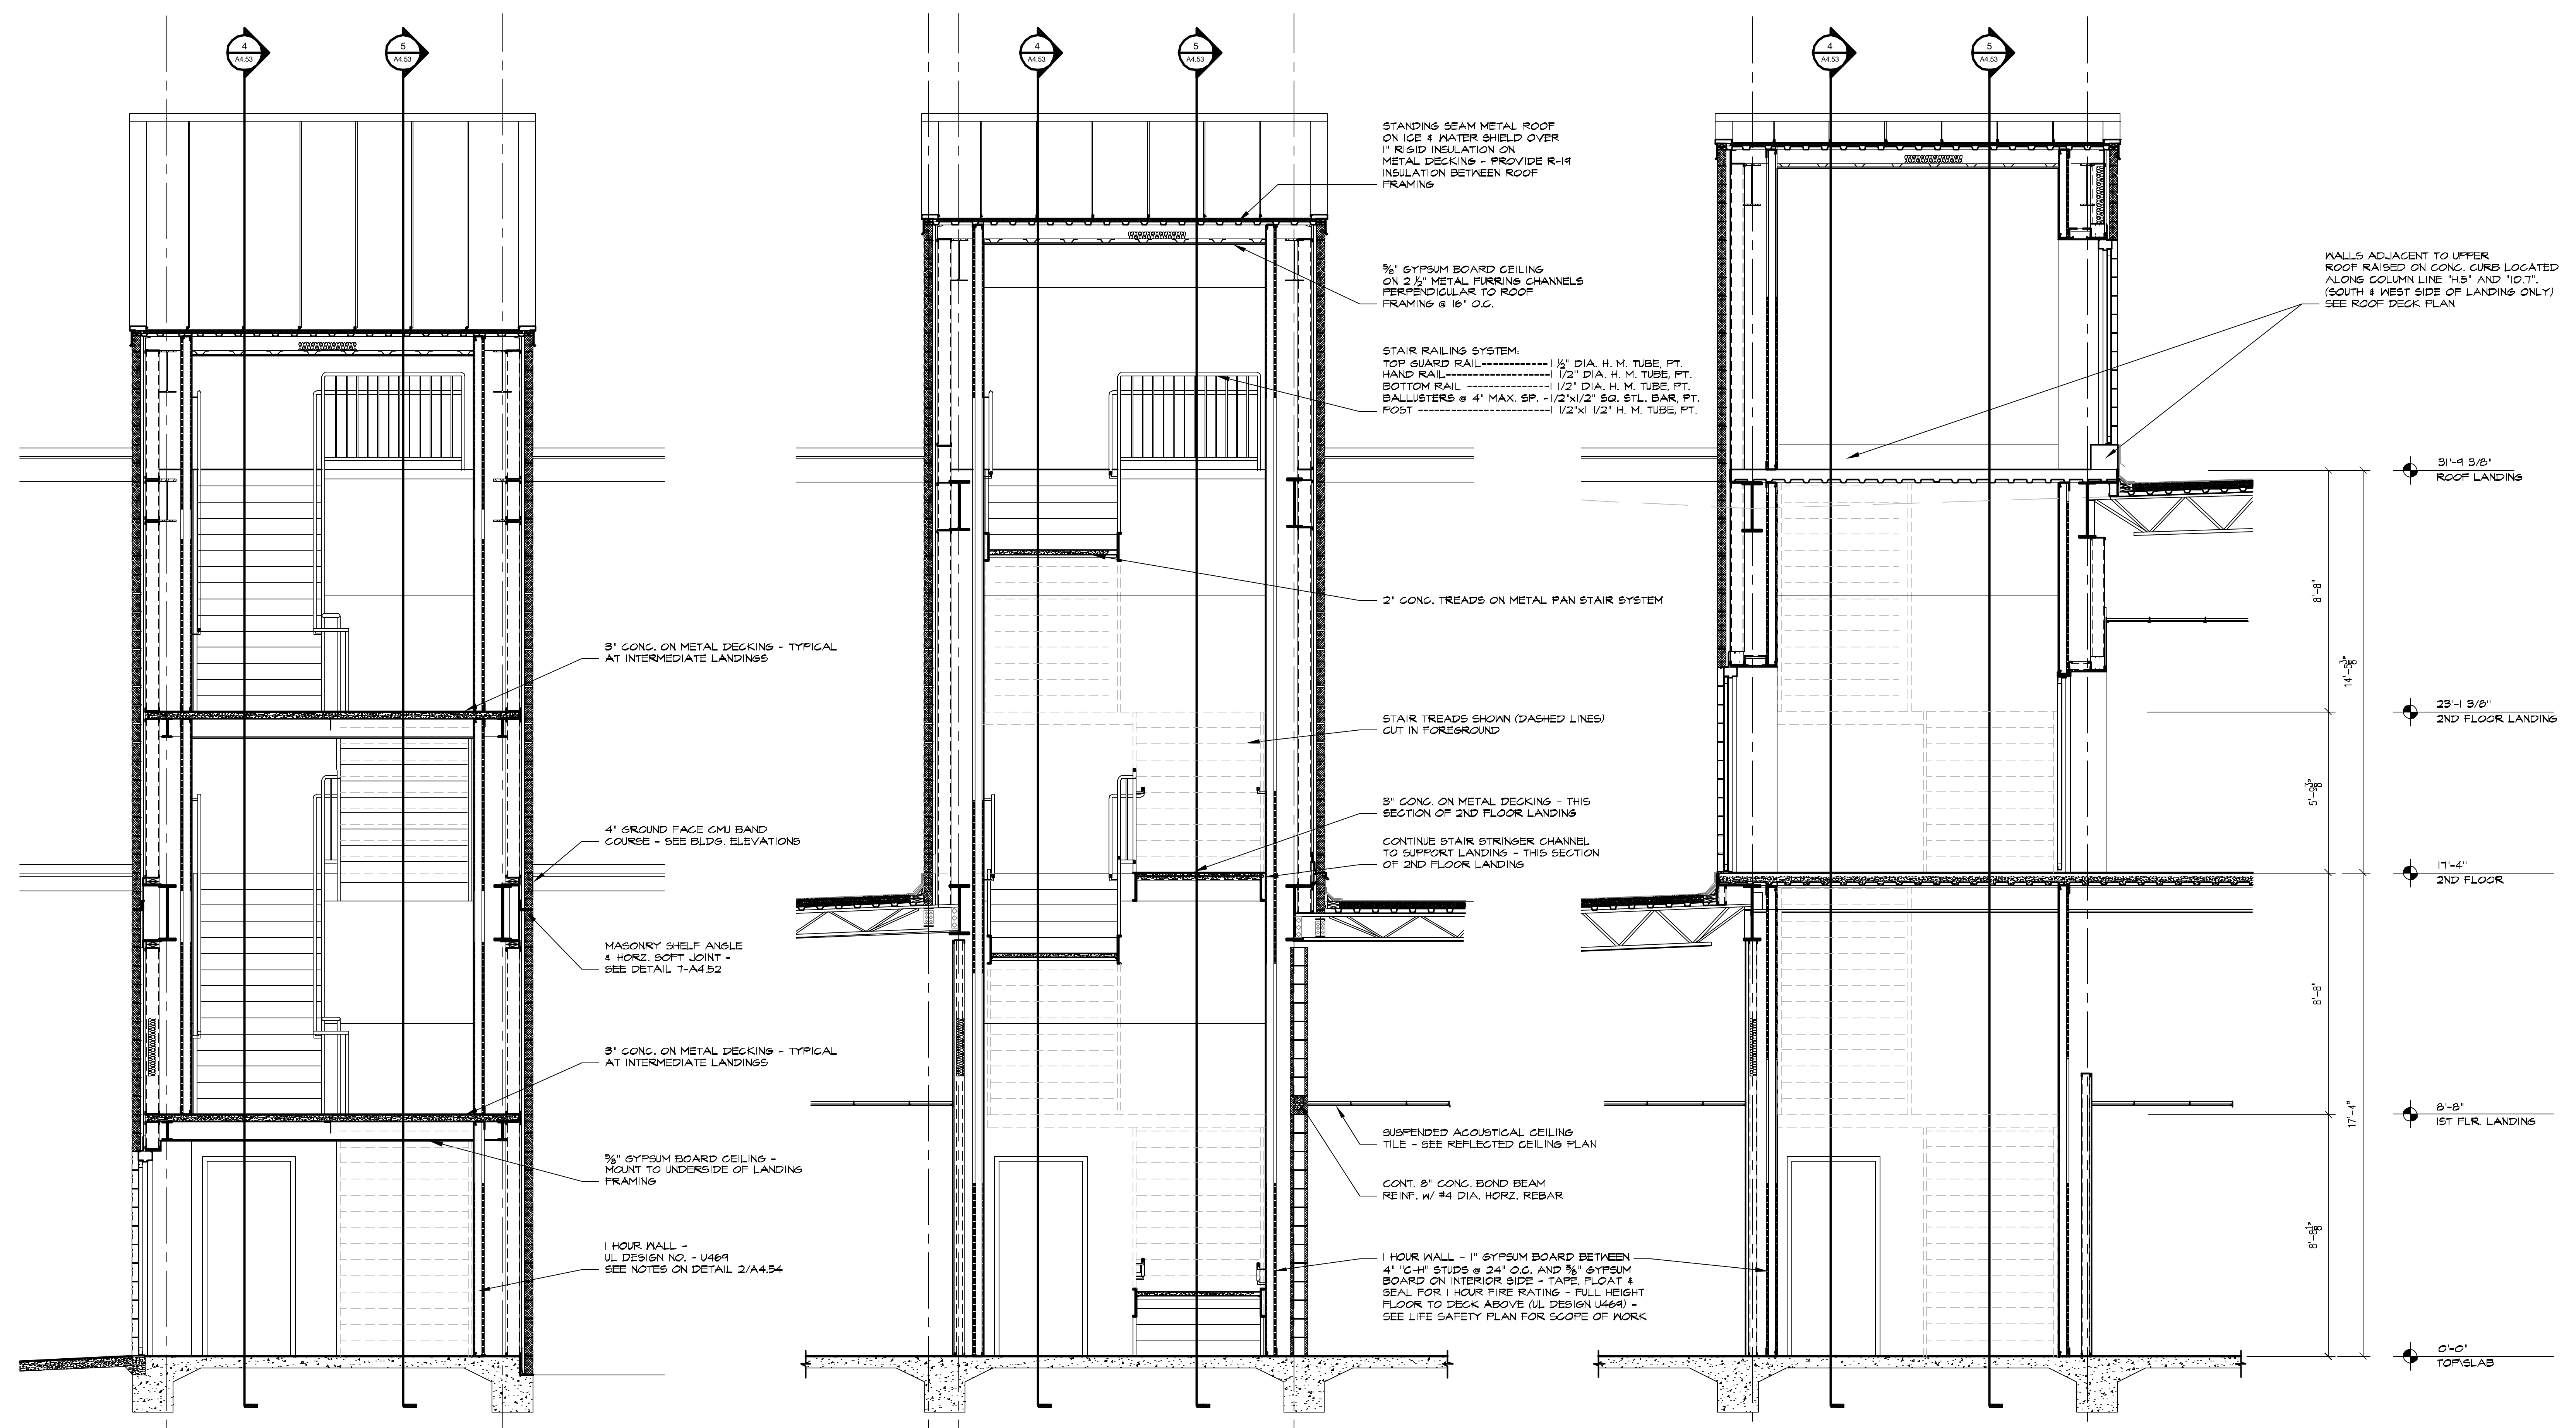 4
A4.53
5
A4.53
4
A4.53
5
A4.53
4
A4.53
5
A4.53
3" CONC. ON METAL DECKING - TYPICAL
AT INTERMEDIATE LANDINGS
4" GROUND FACE CMU BAND
COURSE - SEE BLDG. ELEVATIONS
MASONRY SHELF ANGLE
& HORZ. SOFT JOINT -
SEE DETAIL 7-A4.52
3" CONC. ON METAL DECKING - TYPICAL
AT INTERMEDIATE LANDINGS
5/8" GYPSUM BOARD CEILING -
MOUNT TO UNDERSIDE OF LANDING
FRAMING
1 HOUR WALL -
UL DESIGN NO. - U469
SEE NOTES ON DETAIL 2/A4.54
STANDING SEAM METAL ROOF
ON ICE & WATER SHIELD OVER
1" RIGID INSULATION ON
METAL DECKING - PROVIDE R-19
INSULATION BETWEEN ROOF
FRAMING
5/8" GYPSUM BOARD CEILING
ON 2 1/2" METAL FURRING CHANNELS
PERPENDICULAR TO ROOF
FRAMING @ 16" O.C.
STAIR RAILING SYSTEM:
TOP GUARD RAIL------------1 1/2" DIA. H. M. TUBE, PT.
HAND RAIL-------------------1 1/2" DIA. H. M. TUBE, PT.
BOTTOM RAIL ---------------1 1/2" DIA. H. M. TUBE, PT.
BALLUSTERS @ 4" MAX. SP. -1/2"x1/2" SQ. STL. BAR, PT.
POST ------------------------1 1/2"x1 1/2" H. M. TUBE, PT.
2" CONC. TREADS ON METAL PAN STAIR SYSTEM
STAIR TREADS SHOWN (DASHED LINES)
CUT IN FOREGROUND
3" CONC. ON METAL DECKING - THIS
SECTION OF 2ND FLOOR LANDING
CONTINUE STAIR STRINGER CHANNEL
TO SUPPORT LANDING - THIS SECTION
OF 2ND FLOOR LANDING
SUSPENDED ACOUSTICAL CEILING
TILE - SEE REFLECTED CEILING PLAN
CONT. 8" CONC. BOND BEAM
REINF. W/ #4 DIA. HORZ. REBAR
1 HOUR WALL - 1" GYPSUM BOARD BETWEEN
4" "C-H" STUDS @ 24" O.C. AND 5/8" GYPSUM
BOARD ON INTERIOR SIDE - TAPE, FLOAT &
SEAL FOR 1 HOUR FIRE RATING - FULL HEIGHT
FLOOR TO DECK ABOVE (UL DESIGN U469) -
SEE LIFE SAFETY PLAN FOR SCOPE OF WORK
WALLS ADJACENT TO UPPER
ROOF RAISED ON CONC. CURB LOCATED
ALONG COLUMN LINE "H.5" AND "10.7".
(SOUTH & WEST SIDE OF LANDING ONLY)
SEE ROOF DECK PLAN
31'-9 3/8"
ROOF LANDING
8'-8"
14'-5 3/8"
23'-1 3/8"
2ND FLOOR LANDING
5'-9 3/8"
17'-4"
2ND FLOOR
8'-8"
17'-4"
8'-8"
1ST FLR. LANDING
8'-8 1/8"
0'-0"
TOP\SLAB